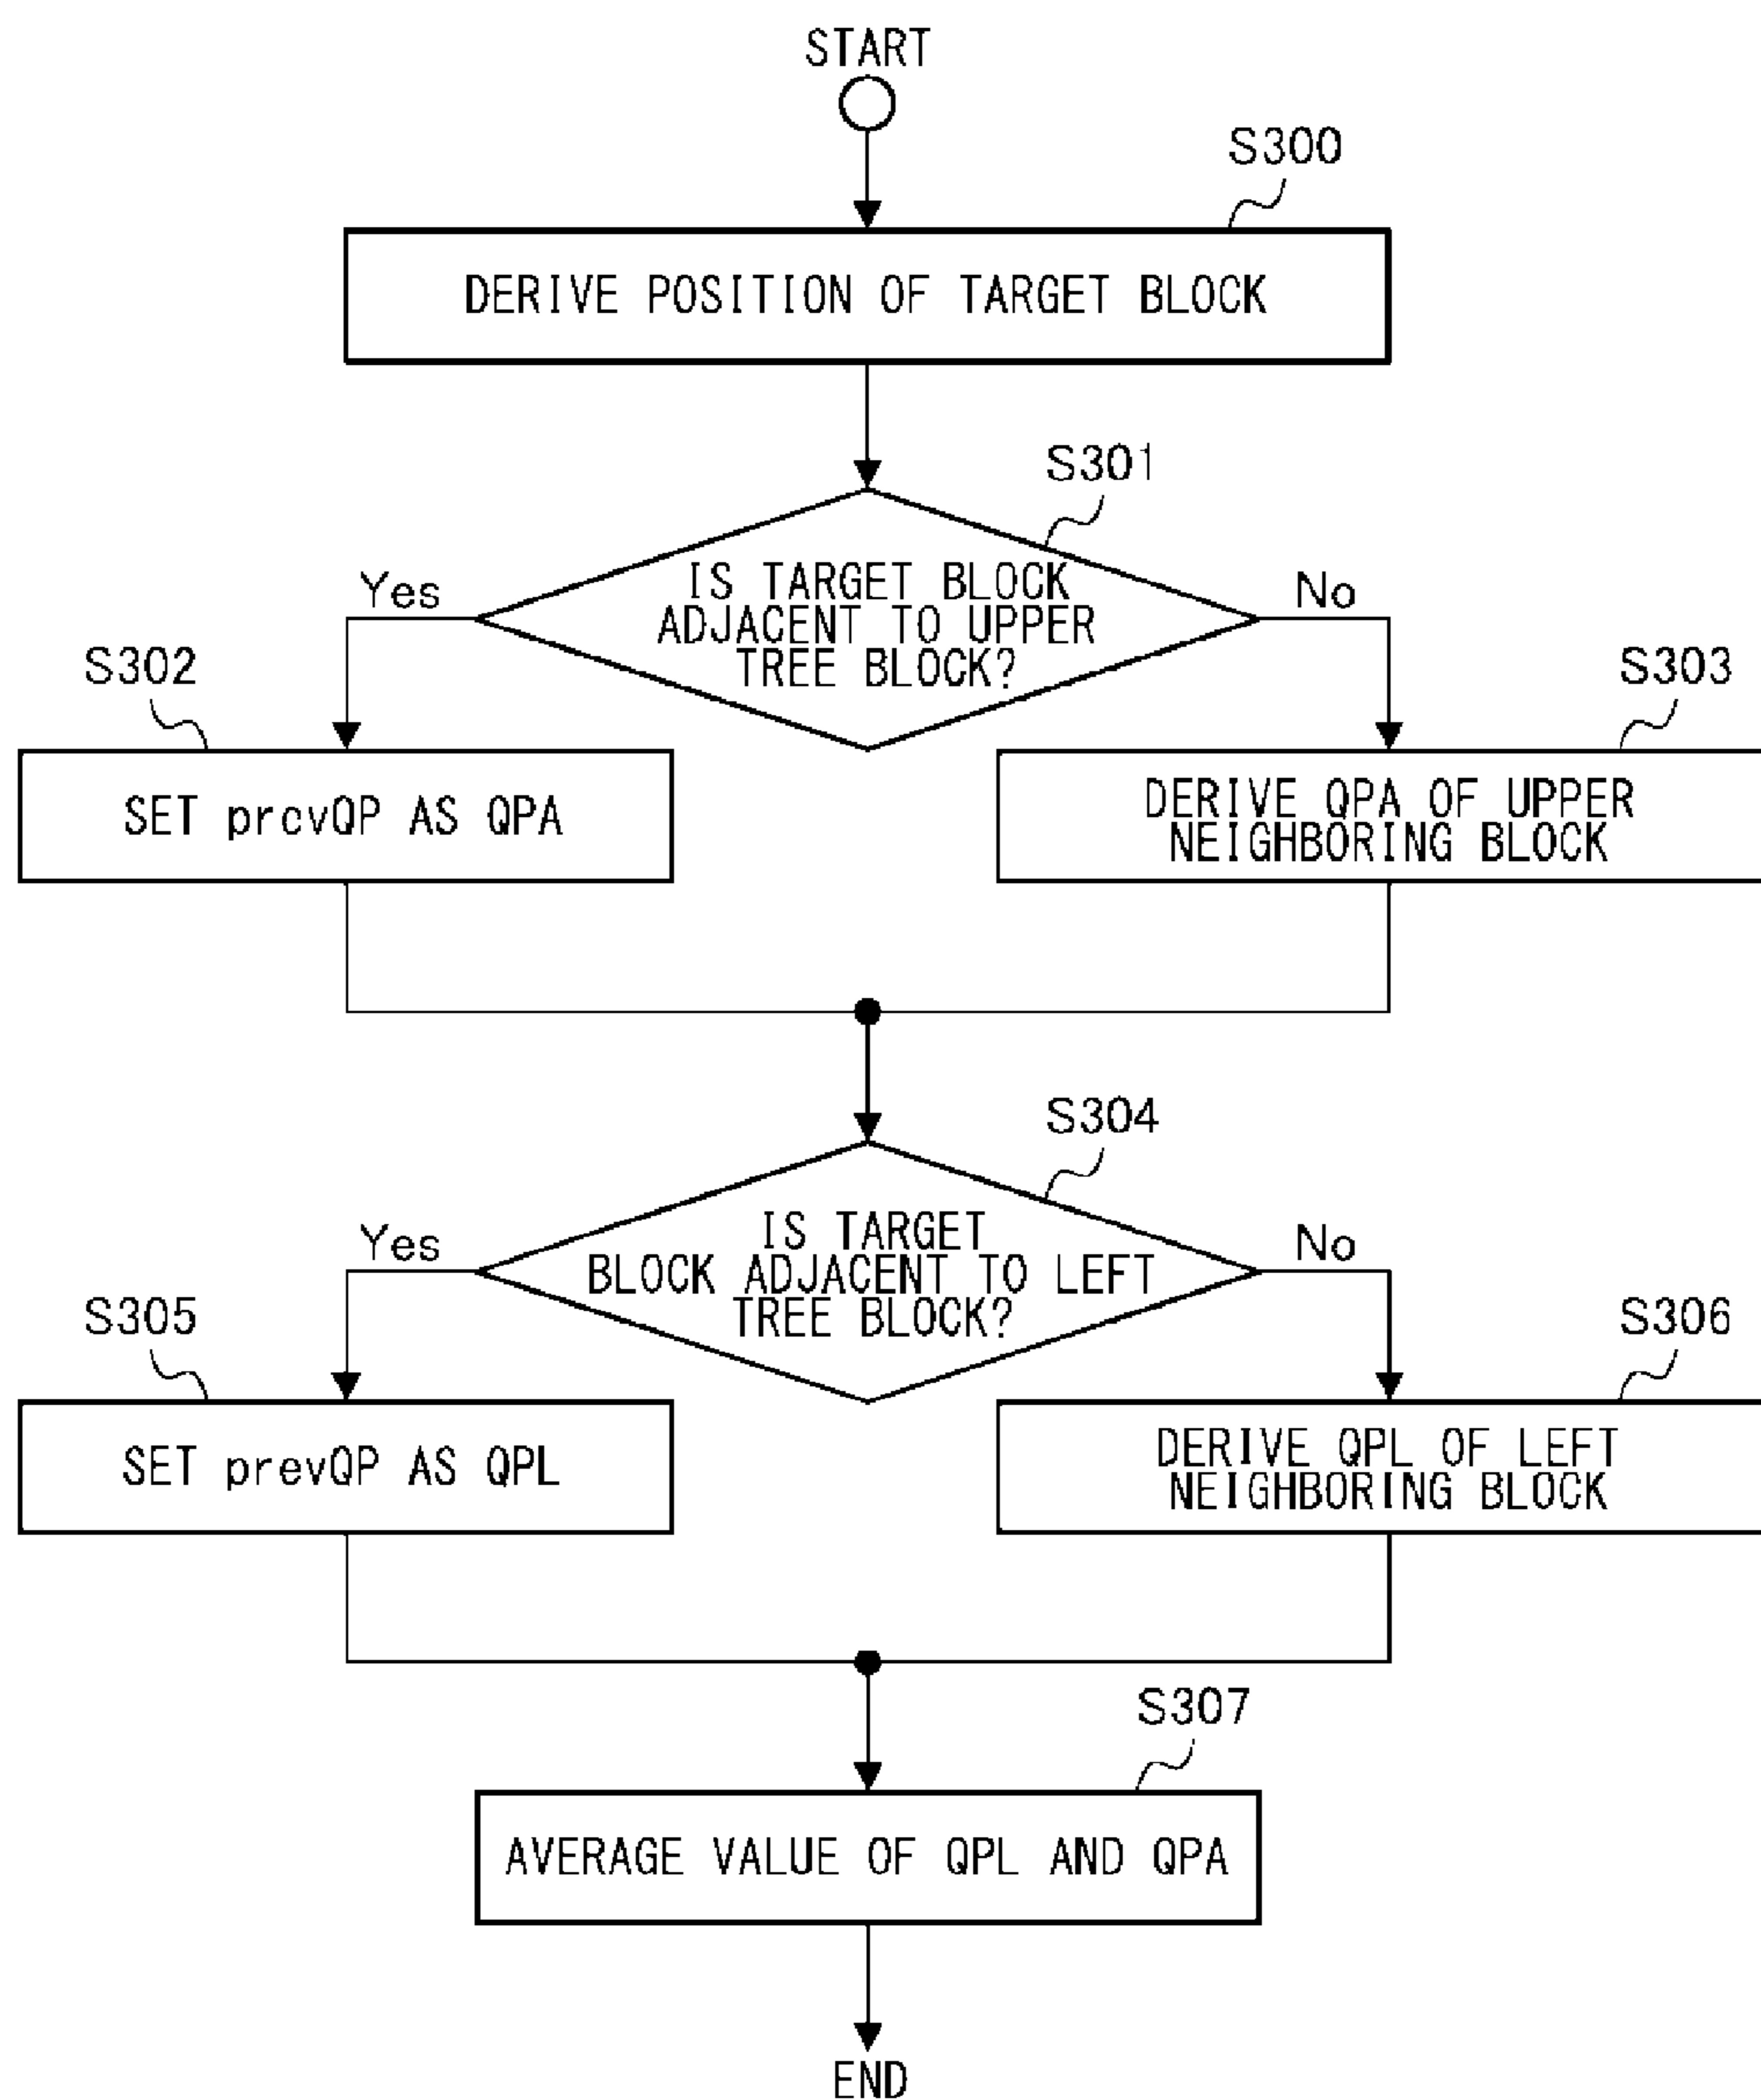 START
S300
DERIVE POSITION OF TARGET BLOCK
S301
IS TARGET BLOCK
ADJACENT TO UPPER
TREE BLOCK?
Yes
No
S302
S303
SET prcvQP AS QPA
DERIVE QPA OF UPPER
NEIGHBORING BLOCK
S304
IS TARGET
BLOCK ADJACENT TO LEFT
TREE BLOCK?
Yes
No
S305
S306
SET prevQP AS QPL
DERIVE QPL OF LEFT
NEIGHBORING BLOCK
S307
AVERAGE VALUE OF QPL AND QPA
END